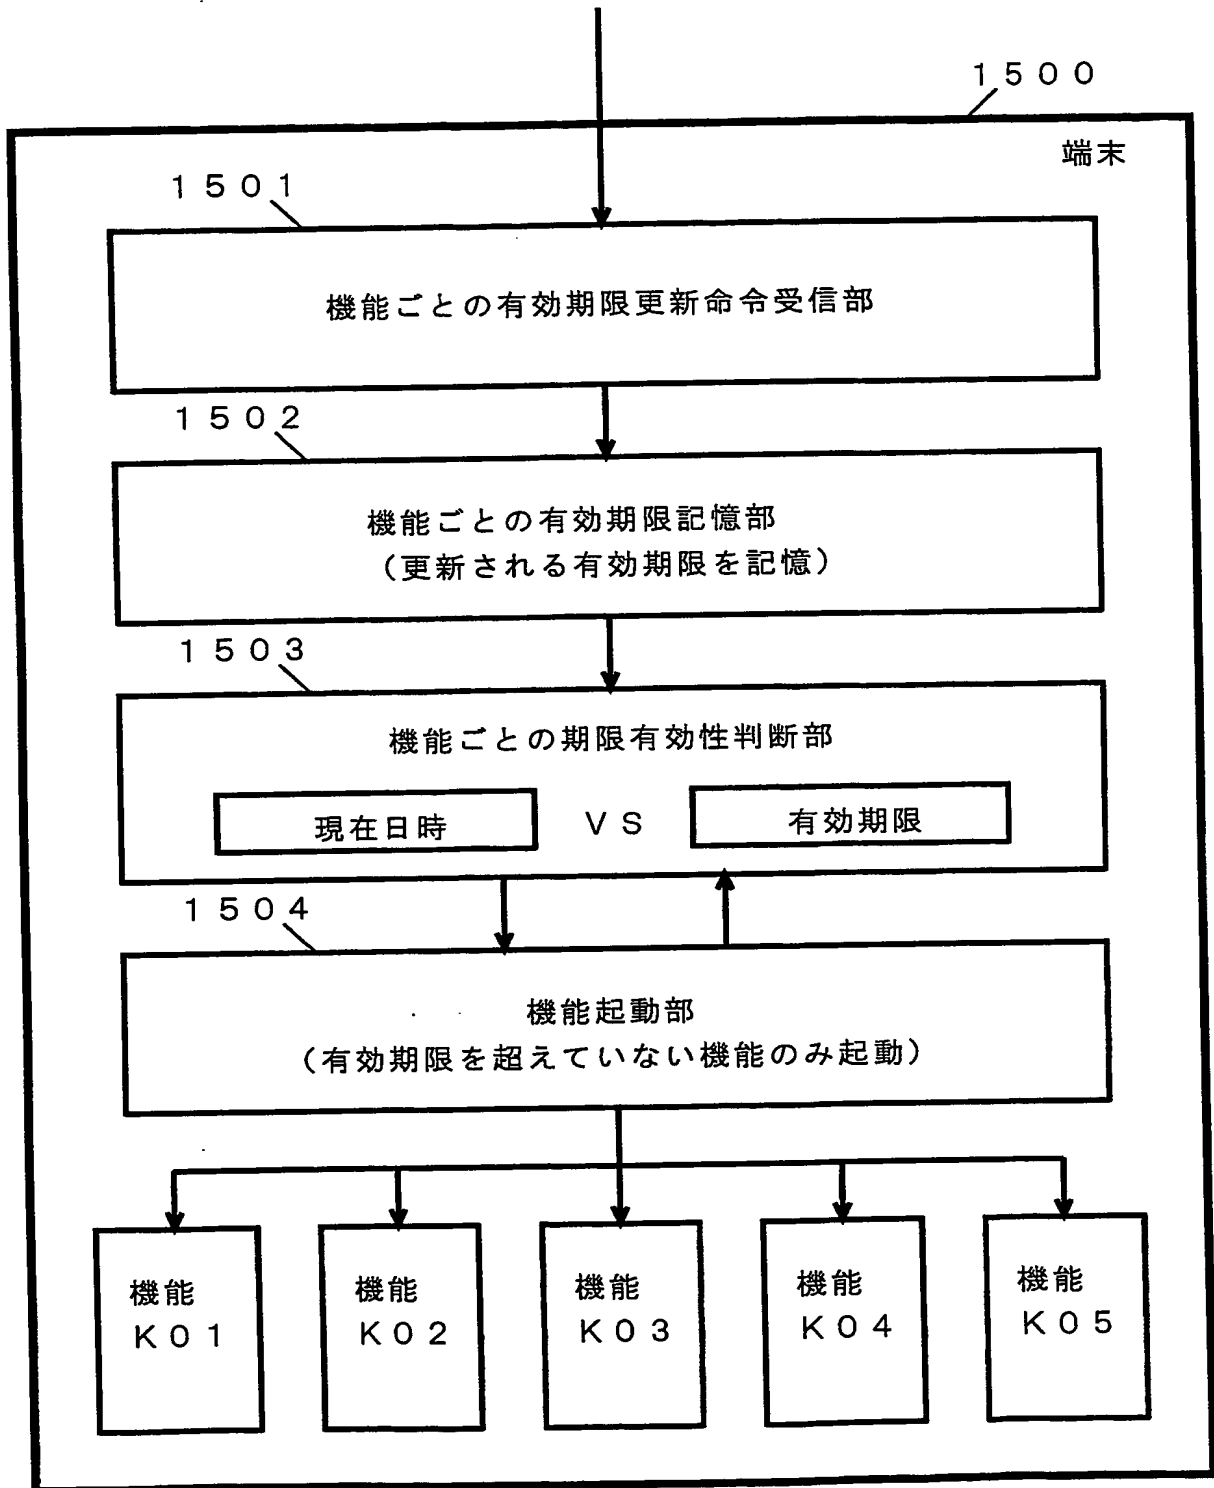 1500
端末
1501
機能ごとの有効期限更新命令受信部
1502
機能ごとの有効期限記憶部
(更新される有効期限を記憶)
1503
機能ごとの期限有効性判断部
現在日時 VS 有効期限
1504
機能起動部
(有効期限を超えていない機能のみ起動)
機能
K01
機能
K02
機能
K03
機能
K04
機能
K05